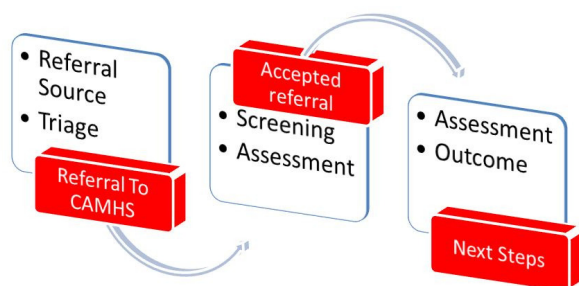 • Referral
Source
• Triage
Referral To
CAMHS
Accepted
referral
• Screening
• Assessment
• Assessment
• Outcome
Next Steps